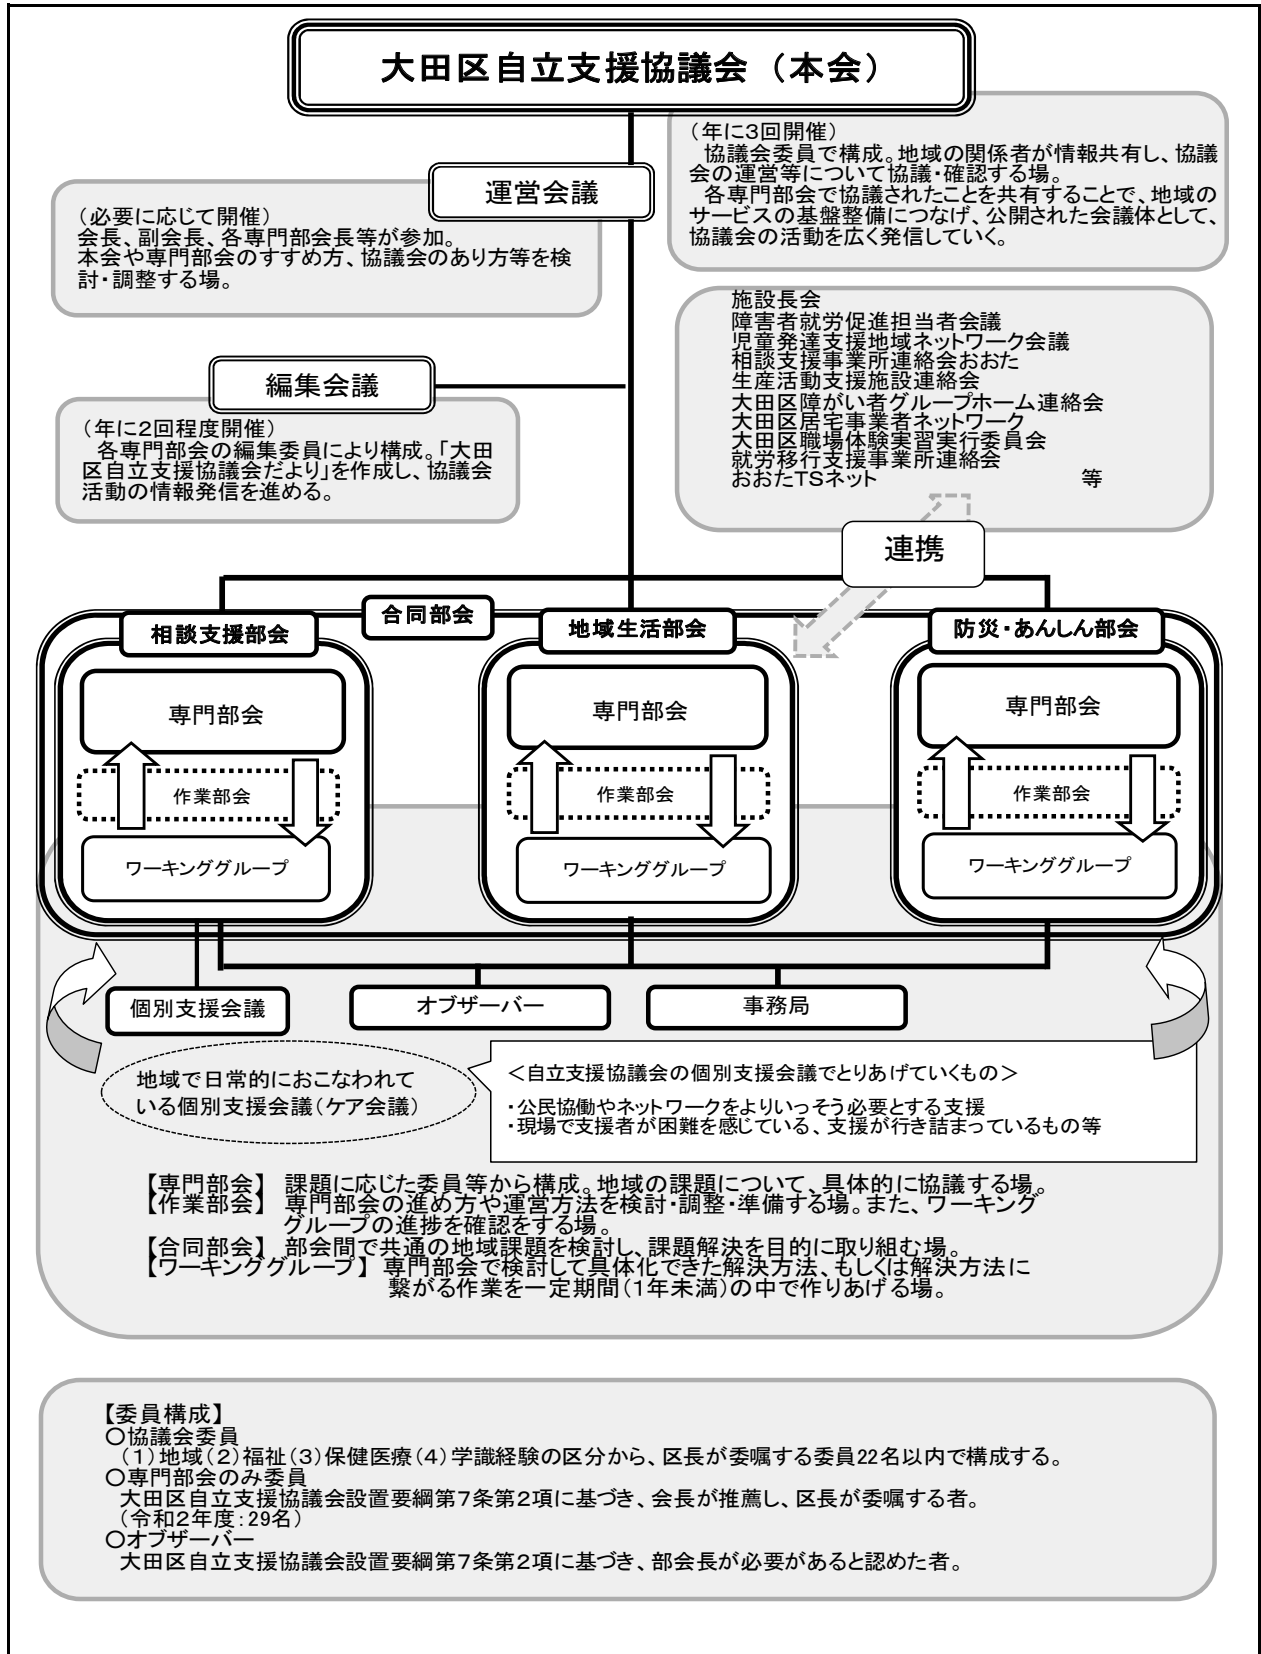 大田区自立支援協議会（本会）
（年に３回開催）
協議会委員で構成。地域の関係者が情報共有し、協議
会の運営等について協議・確認する場。
各専門部会で協議されたことを共有することで、地域の
サービスの基盤整備につなげ、公開された会議体として、
協議会の活動を広く発信していく。
運営会議
（必要に応じて開催）
会長、副会長、各専門部会長等が参加。
本会や専門部会のすすめ方、協議会のあり方等を検
討・調整する場。
施設長会
障害者就労促進担当者会議
児童発達支援地域ネットワーク会議
相談支援事業所連絡会おおた
生産活動支援施設連絡会
大田区障がい者グループホーム連絡会
大田区居宅事業者ネットワーク
大田区職場体験実習実行委員会
就労移行支援事業所連絡会
おおたTSネット 等
編集会議
（年に２回程度開催）
各専門部会の編集委員により構成。「大田
区自立支援協議会だより」を作成し、協議会
活動の情報発信を進める。
連携
合同部会
相談支援部会
地域生活部会
防災・あんしん部会
専門部会
専門部会
専門部会
作業部会
作業部会
作業部会
ワーキンググループ
ワーキンググループ
ワーキンググループ
個別支援会議
オブザーバー
事務局
地域で日常的におこなわれて
いる個別支援会議（ケア会議）
＜自立支援協議会の個別支援会議でとりあげていくもの＞
・公民協働やネットワークをよりいっそう必要とする支援
・現場で支援者が困難を感じている、支援が行き詰まっているもの等
【専門部会】 課題に応じた委員等から構成。地域の課題について、具体的に協議する場。
【作業部会】 専門部会の進め方や運営方法を検討・調整・準備する場。また、ワーキング
グループの進捗を確認をする場。
【合同部会】 部会間で共通の地域課題を検討し、課題解決を目的に取り組む場。
【ワーキンググループ】 専門部会で検討して具体化できた解決方法、もしくは解決方法に
繋がる作業を一定期間（１年未満）の中で作りあげる場。
【委員構成】
○協議会委員
（１）地域（２）福祉（３）保健医療（４）学識経験の区分から、区長が委嘱する委員22名以内で構成する。
○専門部会のみ委員
大田区自立支援協議会設置要綱第７条第２項に基づき、会長が推薦し、区長が委嘱する者。
（令和２年度：29名）
○オブザーバー
大田区自立支援協議会設置要綱第７条第２項に基づき、部会長が必要があると認めた者。